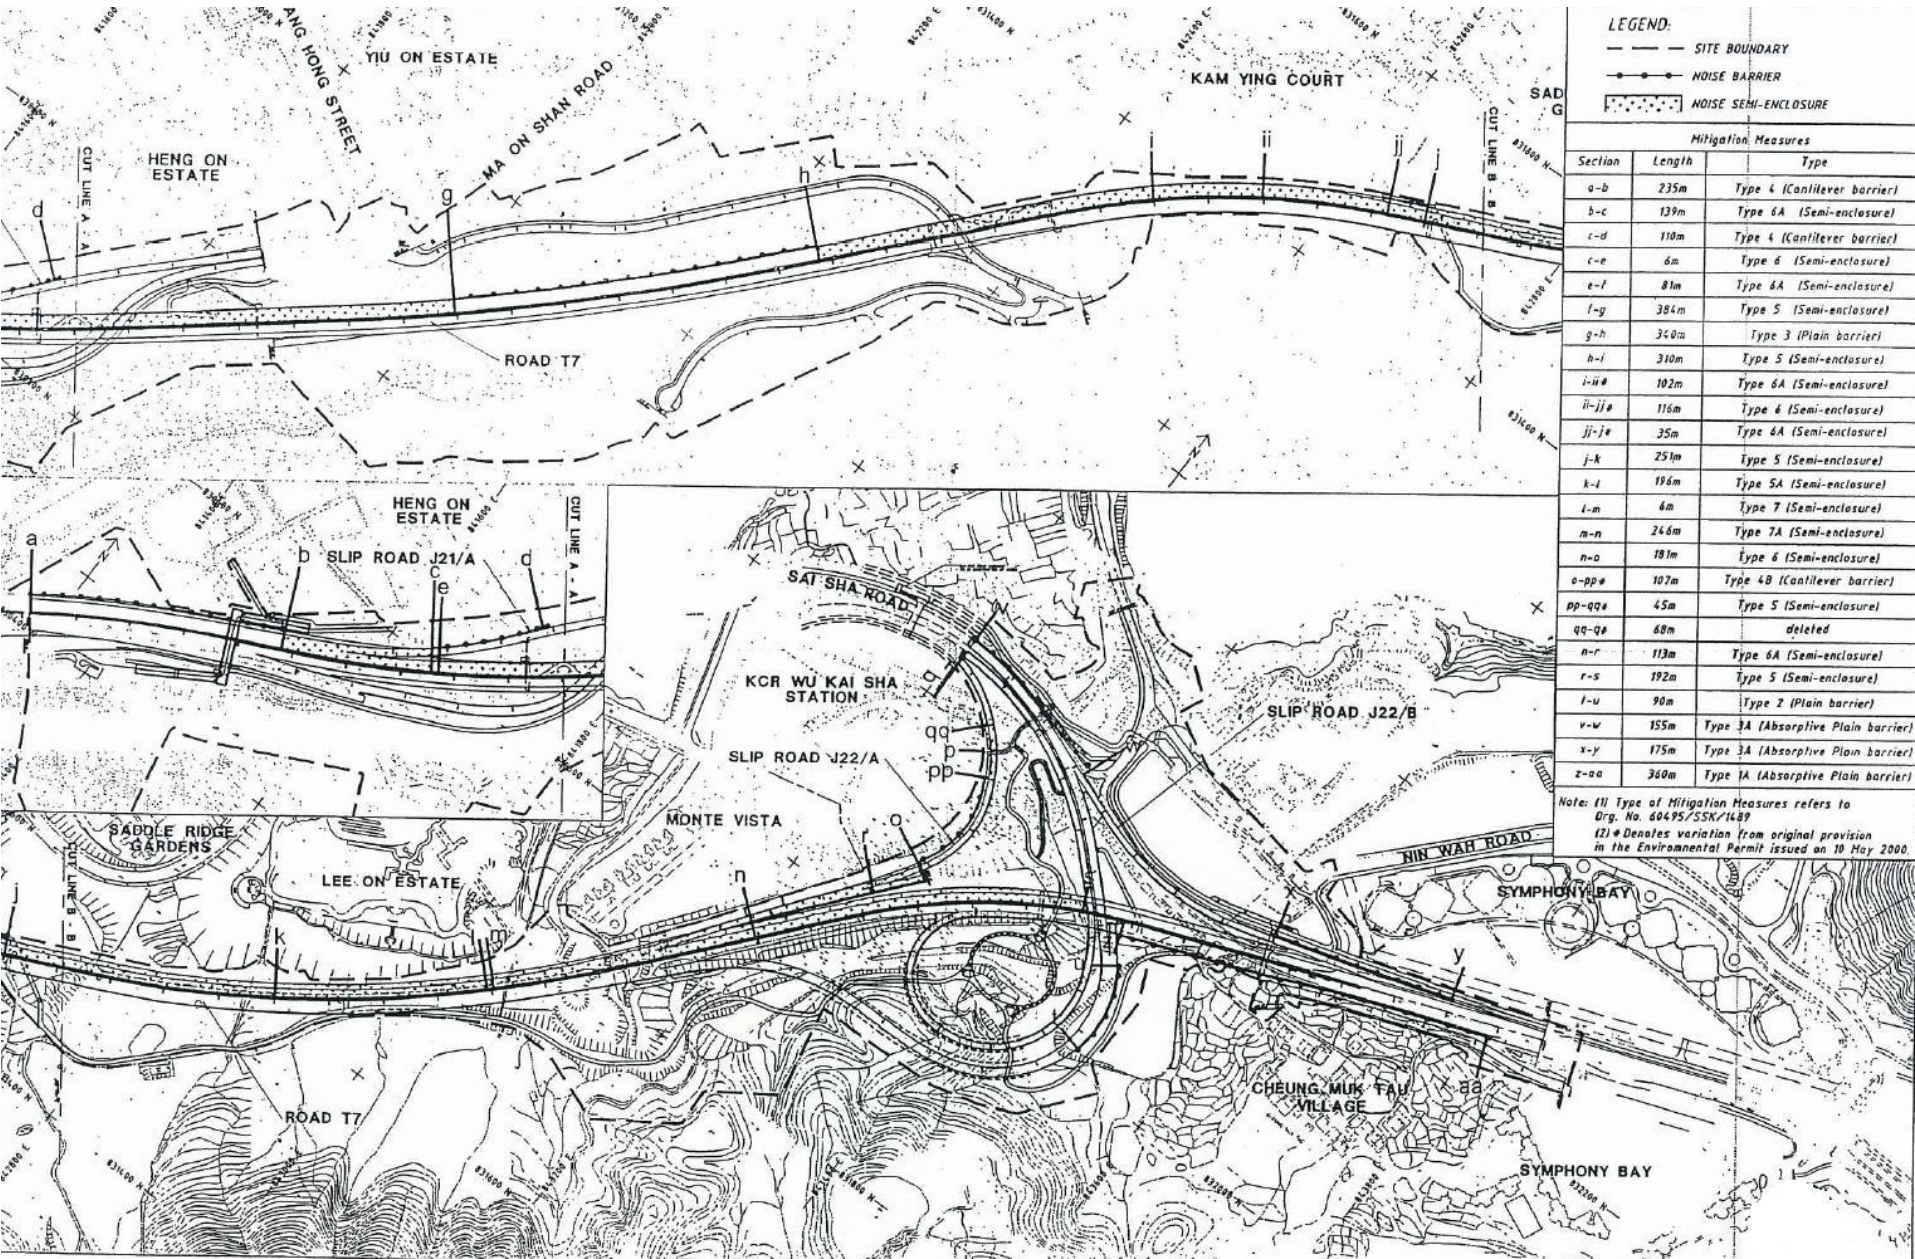 LEGEND:
SITE BOUNDARY
NOISE BARRIER
NOISE SEMI-ENCLOSURE
Mitigation Measures
Section Length Type
a-b 235m Type 4 (Cantilever barrier)
b-c 139m Type 6A (Semi-enclosure)
c-d 110m Type 4 (Cantilever barrier)
c-e 6m Type 6 (Semi-enclosure)
e-f 81m Type 6A (Semi-enclosure)
f-g 384m Type 5 (Semi-enclosure)
g-h 340m Type 3 (Plain barrier)
h-i 310m Type 5 (Semi-enclosure)
i-ii# 102m Type 6A (Semi-enclosure)
ii-jj# 116m Type 6 (Semi-enclosure)
jj-j# 35m Type 6A (Semi-enclosure)
j-k 251m Type 5 (Semi-enclosure)
k-l 196m Type 5A (Semi-enclosure)
l-m 6m Type 7 (Semi-enclosure)
m-n 246m Type 7A (Semi-enclosure)
n-o 181m Type 6 (Semi-enclosure)
o-pp# 107m Type 4B (Cantilever barrier)
pp-qq# 45m Type 5 (Semi-enclosure)
qq-q# 68m deleted
n-r 113m Type 6A (Semi-enclosure)
r-s 192m Type 5 (Semi-enclosure)
t-u 90m Type 2 (Plain barrier)
v-w 155m Type 3A (Absorptive Plain barrier)
x-y 175m Type 3A (Absorptive Plain barrier)
z-aa 360m Type 1A (Absorptive Plain barrier)
Note: (1) Type of Mitigation Measures refers to
Drg. No. 60495/SSK/1489
(2) # Denotes variation from original provision
in the Enviromnental Permit issued on 10 May 2000.
YIU ON ESTATE
ANG HONG STREET
MA ON SHAN ROAD
KAM YING COURT
SAD
G
HENG ON
ESTATE
CUT LINE A - A
CUT LINE B - B
d
g
h
i
ii
jj
j
ROAD T7
HENG ON
ESTATE
CUT LINE A - A
a
b
SLIP ROAD J21/A
c
e
d
SAI SHA ROAD
KCR WU KAI SHA
STATION
q
qq
p
pp
SLIP ROAD J22/A
SLIP ROAD J22/B
MONTE VISTA
r
o
n
SADDLE RIDGE
GARDENS
LEE ON ESTATE
CUT LINE B - B
j
k
m
NIN WAH ROAD
SYMPHONY BAY
y
aa
CHEUNG MUK TAU
VILLAGE
ROAD T7
SYMPHONY BAY